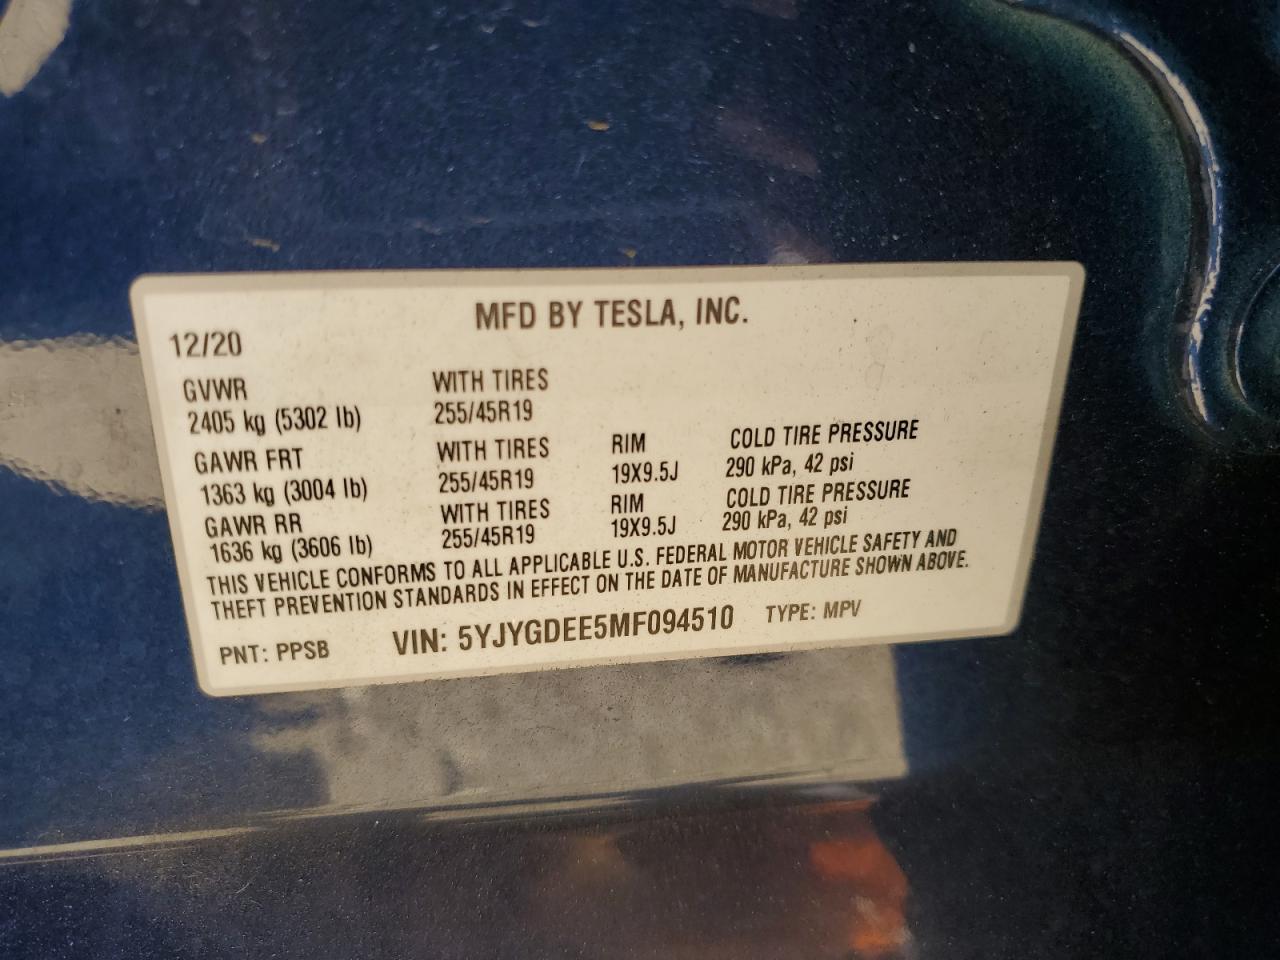 MFD BY TESLA, INC.
12/20
GVWR WITH TIRES
2405 kg (5302 lb) 255/45R19
GAWR FRT WITH TIRES RIM COLD TIRE PRESSURE
1363 kg (3004 lb) 255/45R19 19X9.5J 290 kPa, 42 psi
GAWR RR WITH TIRES RIM COLD TIRE PRESSURE
1636 kg (3606 lb) 255/45R19 19X9.5J 290 kPa, 42 psi
THIS VEHICLE CONFORMS TO ALL APPLICABLE U.S. FEDERAL MOTOR VEHICLE SAFETY AND
THEFT PREVENTION STANDARDS IN EFFECT ON THE DATE OF MANUFACTURE SHOWN ABOVE.
PNT: PPSB VIN: 5YJYGDEE5MF094510 TYPE: MPV